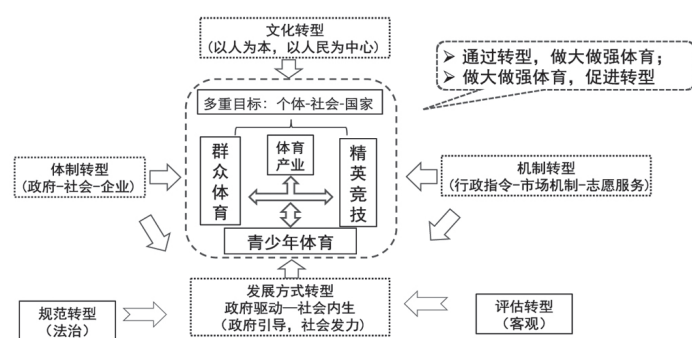 文化转型
（以人为本，以人民为中心）
通过转型，做大做强体育；
做大做强体育，促进转型
多重目标：个体-社会-国家
群众体育
体育
产业
精英竞技
青少年体育
体制转型
（政府-社会-企业）
机制转型
（行政指令-市场机制-志愿服务）
发展方式转型
政府驱动—社会内生
（政府引导，社会发力）
规范转型
（法治）
评估转型
（客观）